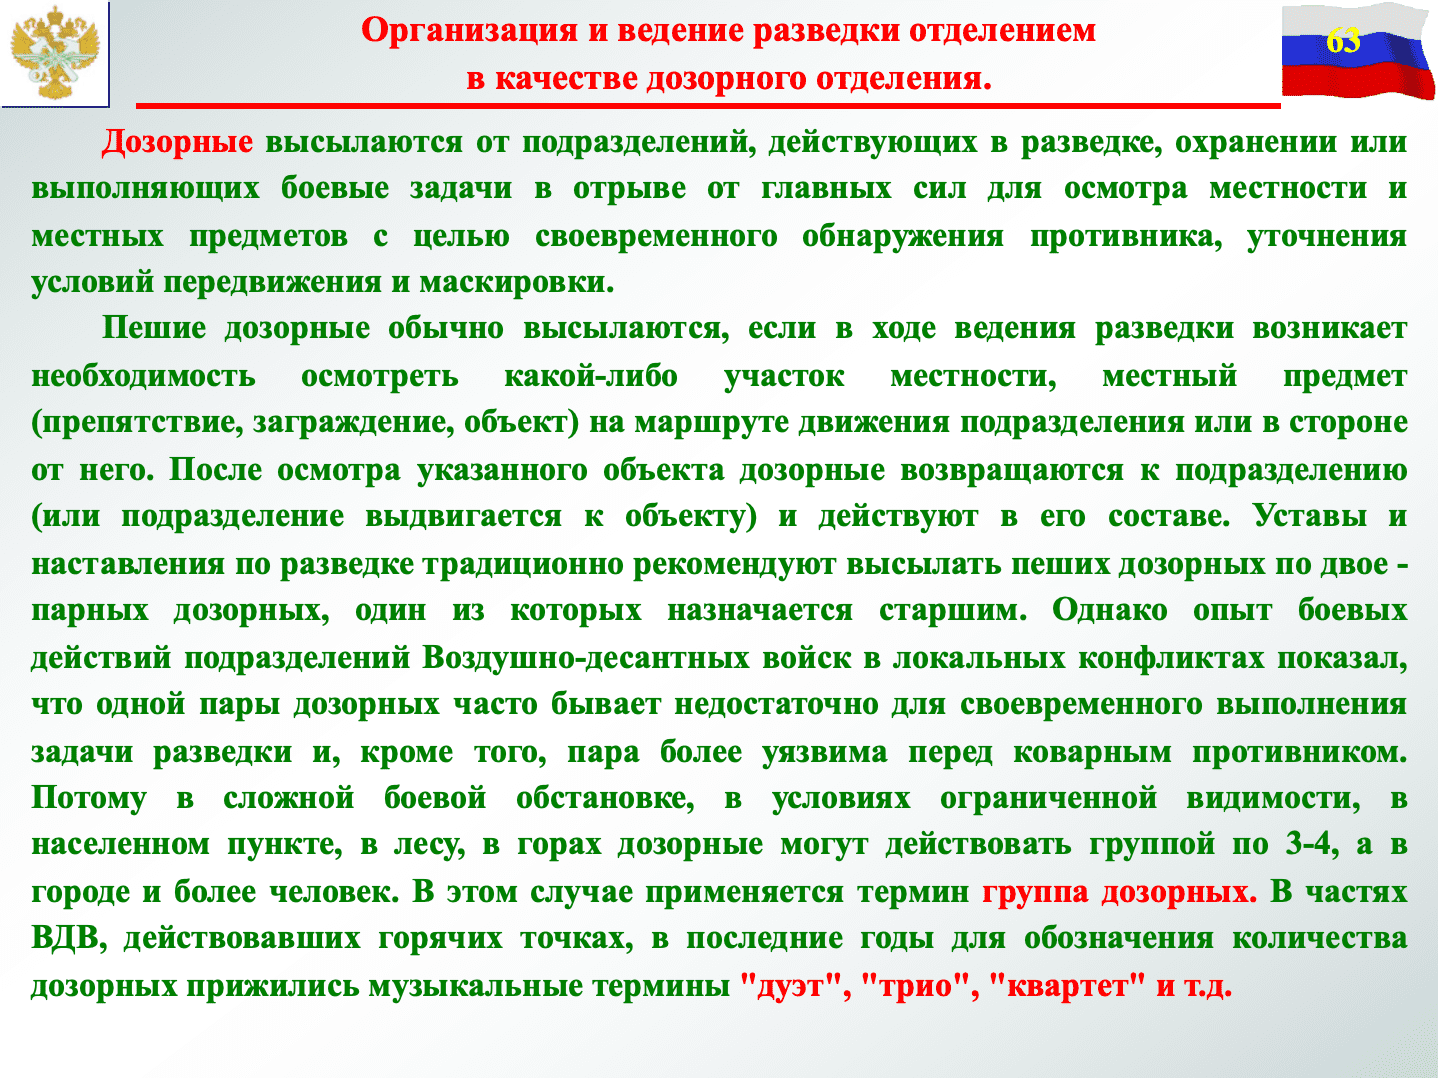 Организация и ведение разведки отделением
в качестве дозорного отделения.
63
Дозорные высылаются от подразделений, действующих в разведке, охранении или
выполняющих боевые задачи в отрыве от главных сил для осмотра местности и
местных предметов с целью своевременного обнаружения противника, уточнения
условий передвижения и маскировки.
Пешие дозорные обычно высылаются, если в ходе ведения разведки возникает
необходимость осмотреть какой-либо участок местности, местный предмет
(препятствие, заграждение, объект) на маршруте движения подразделения или в стороне
от него. После осмотра указанного объекта дозорные возвращаются к подразделению
(или подразделение выдвигается к объекту) и действуют в его составе. Уставы и
наставления по разведке традиционно рекомендуют высылать пеших дозорных по двое -
парных дозорных, один из которых назначается старшим. Однако опыт боевых
действий подразделений Воздушно-десантных войск в локальных конфликтах показал,
что одной пары дозорных часто бывает недостаточно для своевременного выполнения
задачи разведки и, кроме того, пара более уязвима перед коварным противником.
Потому в сложной боевой обстановке, в условиях ограниченной видимости, в
населенном пункте, в лесу, в горах дозорные могут действовать группой по 3-4, а в
городе и более человек. В этом случае применяется термин группа дозорных. В частях
ВДВ, действовавших горячих точках, в последние годы для обозначения количества
дозорных прижились музыкальные термины "дуэт", "трио", "квартет" и т.д.